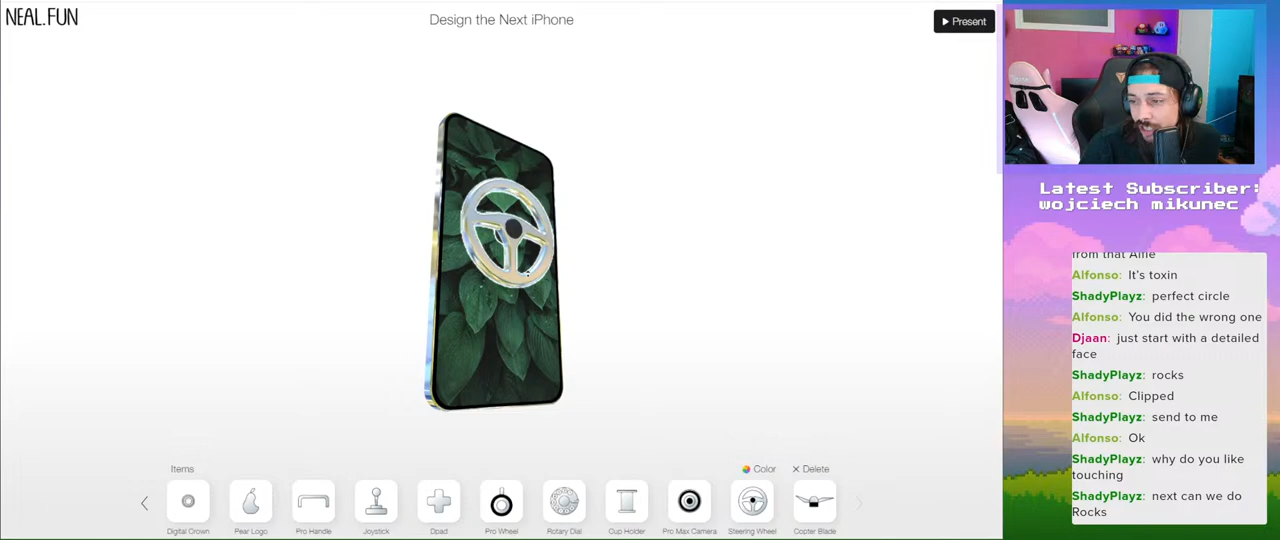 NEAL.FUN
Design the Next iPhone
Present
Latest Subscriber:
wojciech mikunec
from that Alfie
Alfonso: It's toxin
ShadyPlayz: perfect circle
Alfonso: You did the wrong one
Djaan: just start with a detailed
face
ShadyPlayz: rocks
Alfonso: Clipped
ShadyPlayz: send to me
Alfonso: Ok
ShadyPlayz: why do you like
touching
ShadyPlayz: next can we do
Rocks
Items
Color
Delete
Digital Crown
Pear Logo
Pro Handle
Joystick
Dpad
Pro Wheel
Rotary Dial
Cup Holder
Pro Max Camera
Steering Wheel
Copter Blade